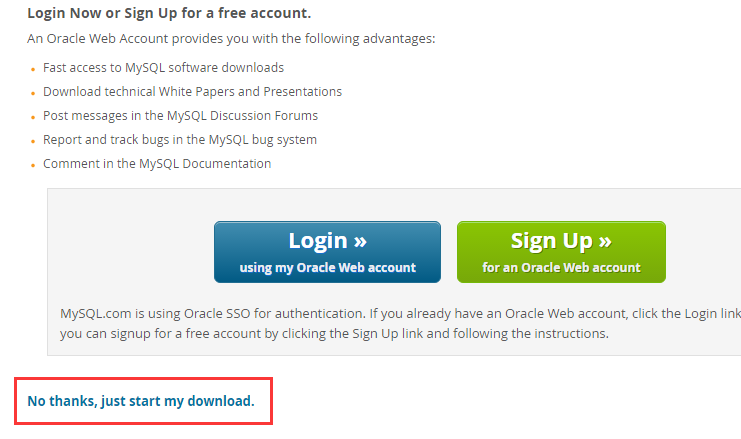 Login Now or Sign Up for a free account.
An Oracle Web Account provides you with the following advantages:
Fast access to MySQL software downloads
Download technical White Papers and Presentations
Post messages in the MySQL Discussion Forums
Report and track bugs in the MySQL bug system
Comment in the MySQL Documentation
Login »
using my Oracle Web account
Sign Up »
for an Oracle Web account
MySQL.com is using Oracle SSO for authentication. If you already have an Oracle Web account, click the Login link
you can signup for a free account by clicking the Sign Up link and following the instructions.
No thanks, just start my download.